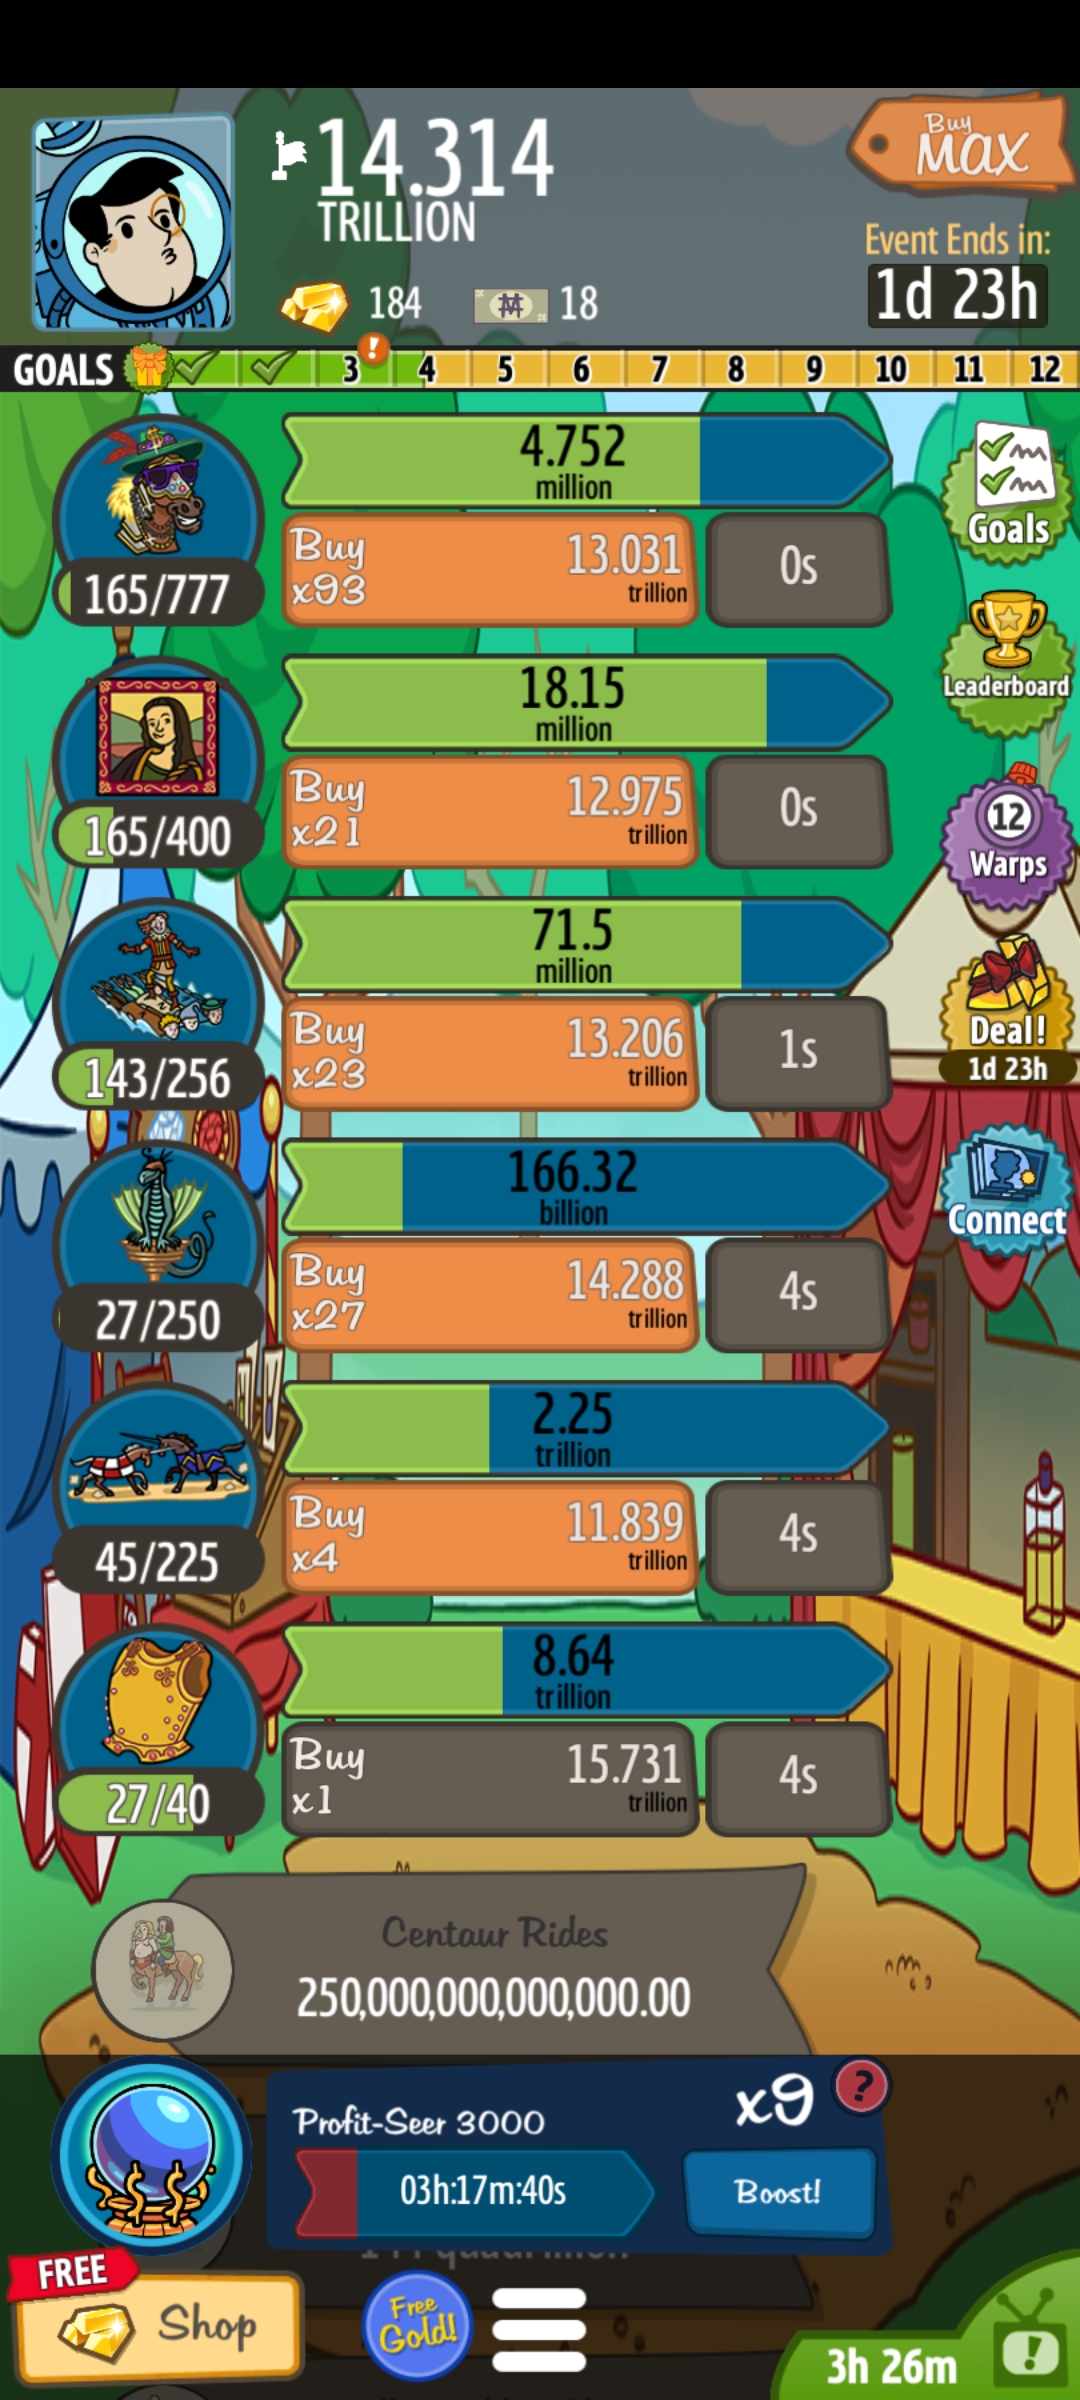 14.314
TRILLION
Buy
MAX
184
18
Event Ends in:
1d 23h
GOALS
3
!
4
5
6
7
8
9
10
11
12
4.752
million
Buy
x93
13.031
trillion
0s
165/777
Goals
18.15
million
Leaderboard
Buy
x21
12.975
trillion
0s
165/400
12
Warps
71.5
million
Buy
x23
13.206
trillion
1s
143/256
Deal!
1d 23h
166.32
billion
Connect
Buy
x27
14.288
trillion
4s
27/250
2.25
trillion
Buy
x4
11.839
trillion
4s
45/225
8.64
trillion
Buy
x1
15.731
trillion
4s
27/40
Centaur Rides
250,000,000,000,000.00
Profit-Seer 3000
x9
?
03h:17m:40s
Boost!
FREE
Shop
Free
Gold!
3h 26m
!